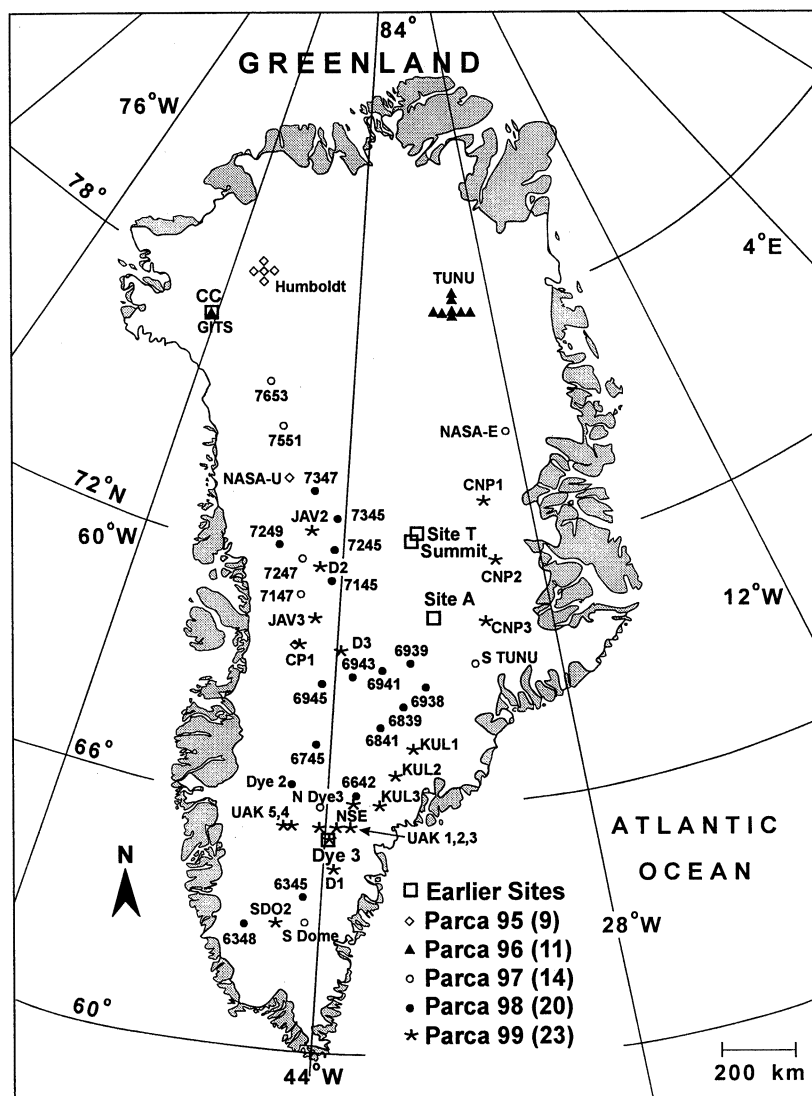 84°
GREENLAND
76°W
78°
4°E
Humboldt
TUNU
CC
GITS
7653
7551
NASA-E
NASA-U
7347
CNP1
72°N
60°W
JAV2
7345
7249
7245
Site T
Summit
7247
D2
CNP2
7145
7147
12°W
Site A
JAV3
CNP3
CP1
D3
6943
6939
S TUNU
6945
6941
6938
6839
6841
66°
6745
KUL1
KUL2
Dye 2
6642
N Dye3
KUL3
UAK 5,4
NSE
UAK 1,2,3
ATLANTIC
OCEAN
Dye 3
N
D1
6345
SDO2
6348
S Dome
28°W
Earlier Sites
Parca 95 (9)
Parca 96 (11)
Parca 97 (14)
Parca 98 (20)
Parca 99 (23)
60°
44°W
200 km